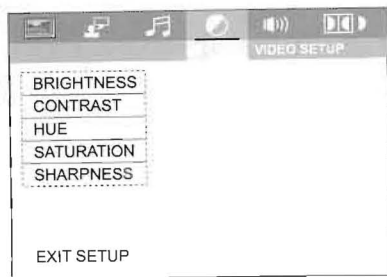 VIDEO SETUP
BRIGHTNESS
CONTRAST
HUE
SATURATION
SHARPNESS
EXIT SETUP